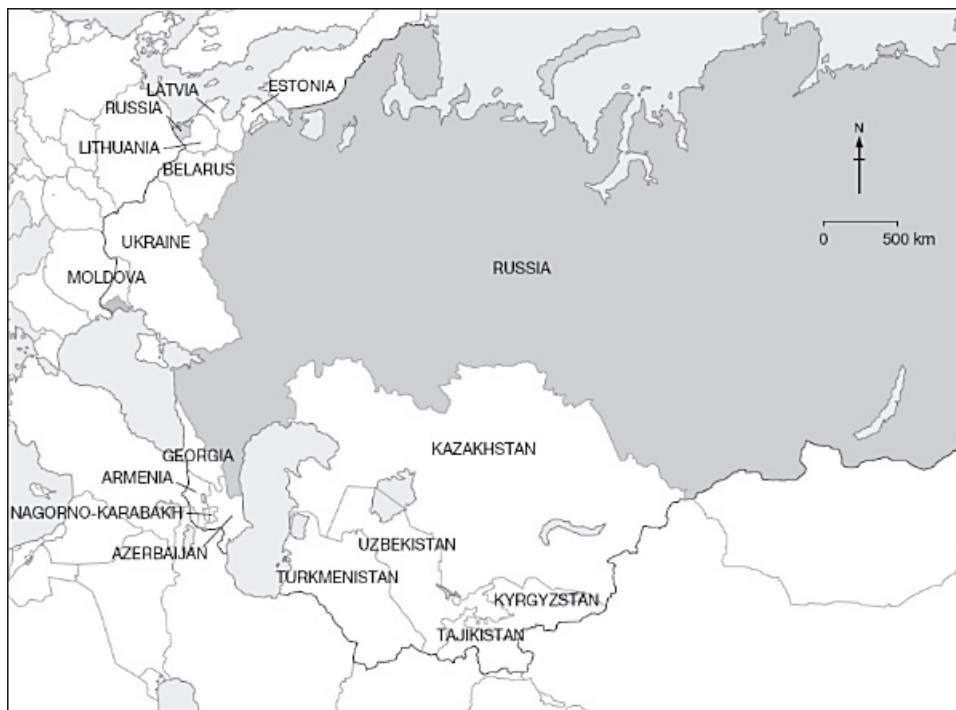 LATVIA
ESTONIA
RUSSIA
LITHUANIA
BELARUS
N
UKRAINE
0 500 km
MOLDOVA
RUSSIA
GEORGIA
KAZAKHSTAN
ARMENIA
NAGORNO-KARABAKH
AZERBAIJAN
UZBEKISTAN
TURKMENISTAN
KYRGYZSTAN
TAJIKISTAN